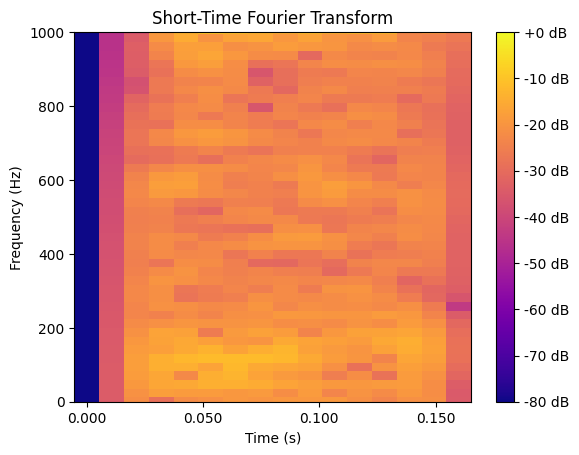 Short-Time Fourier Transform
Frequency (Hz)
1000
800
600
400
200
0
0.000
0.050
0.100
0.150
Time (s)
+0 dB
-10 dB
-20 dB
-30 dB
-40 dB
-50 dB
-60 dB
-70 dB
-80 dB